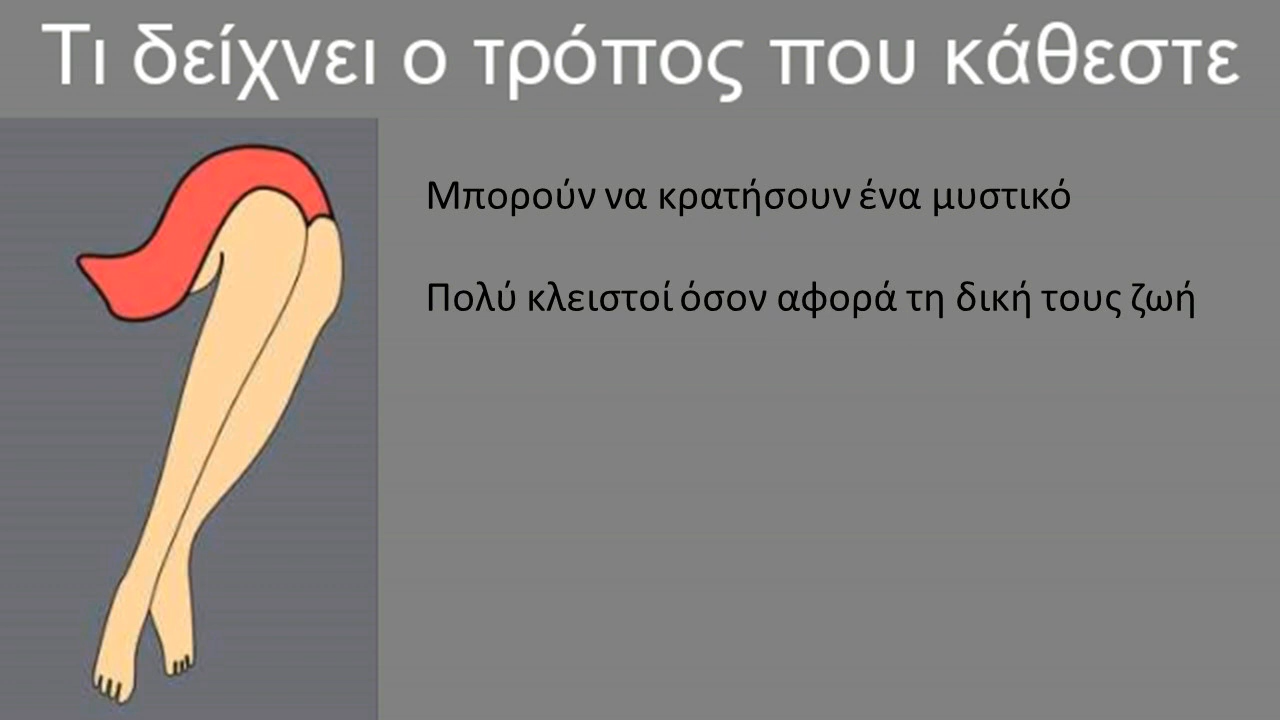 Τι δείχνει ο τρόπος που κάθεστε
Μπορούν να κρατήσουν ένα μυστικό
Πολύ κλειστοί όσον αφορά τη δική τους ζωή